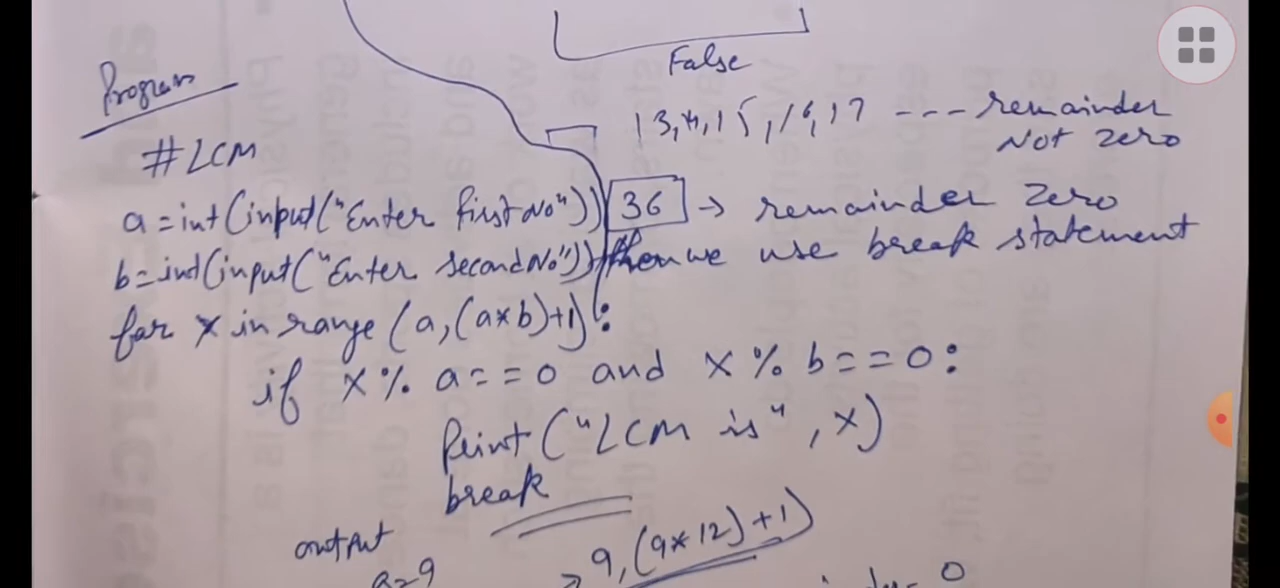 False
Program
13,14,15,16,17 --- remainder
Not zero
#LCM
a=int(input("Enter first No")) 36 → remainder zero
b=int(input("Enter second No")) then we use break statement
for x in range (a,(a*b)+1):
if x % a==0 and x % b==0:
Print("LCM is", x)
break
output
a=9
9,(9*12)+1)
0